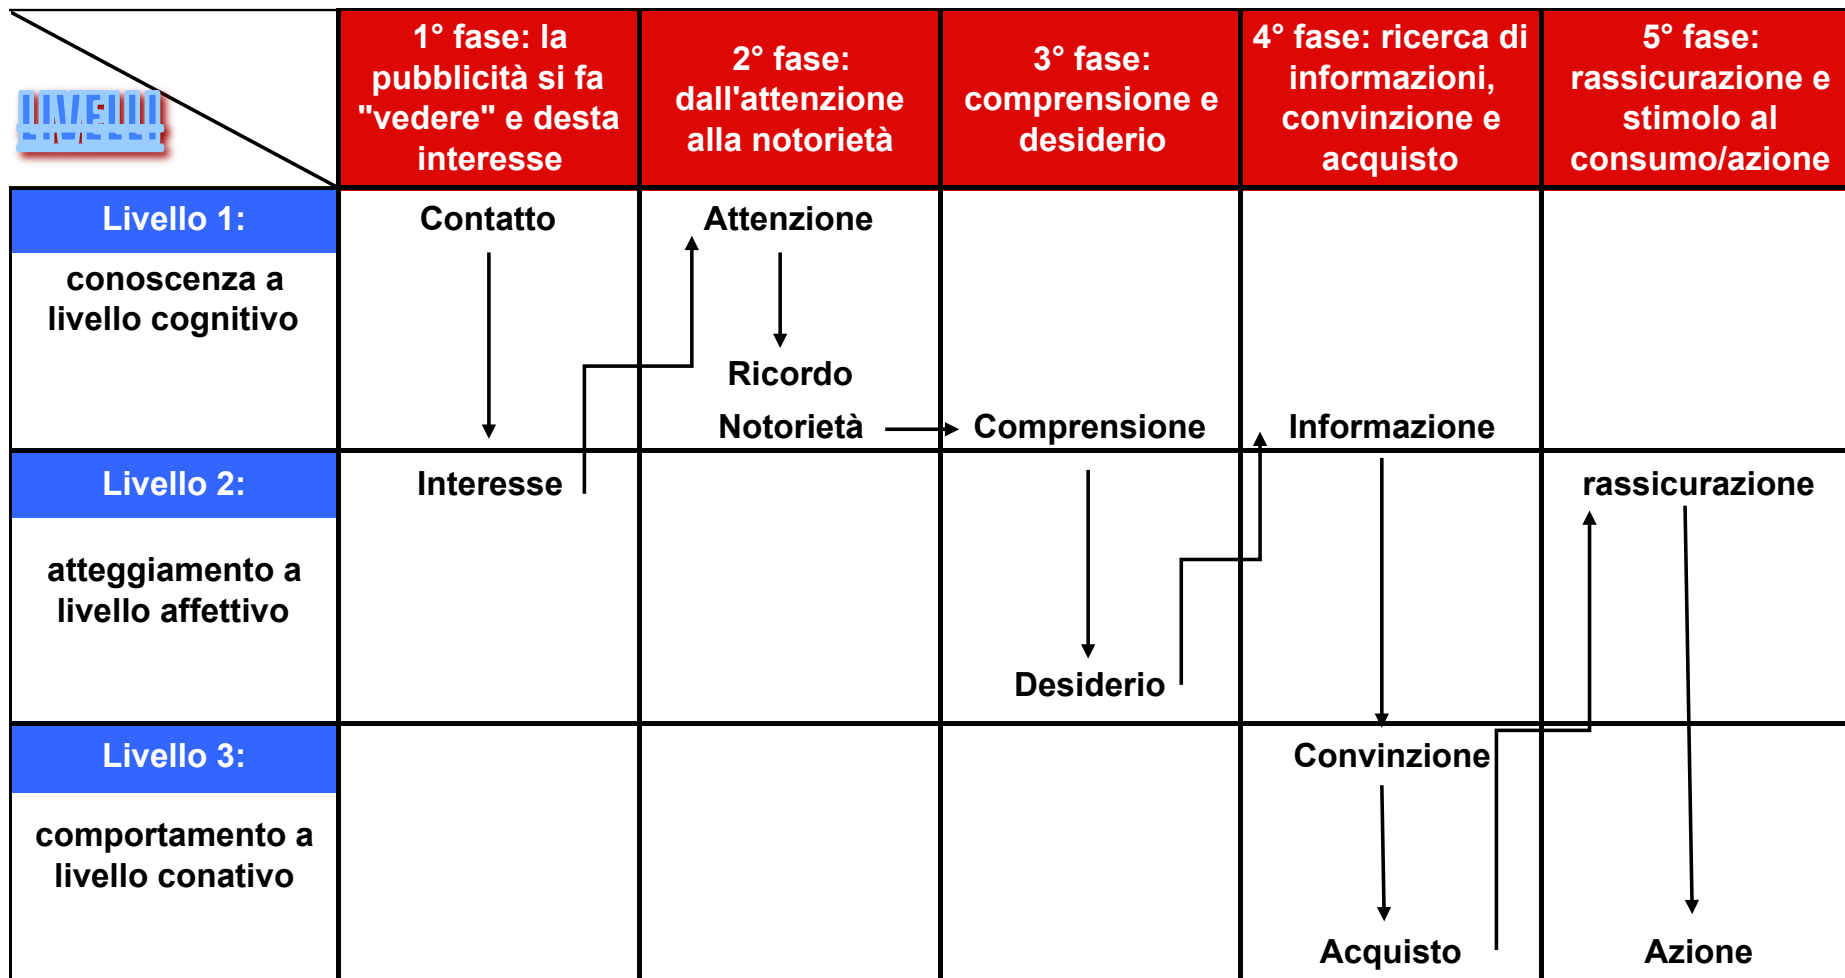 LIVELLI
1° fase: la
pubblicità si fa
"vedere" e desta
interesse
2° fase:
dall'attenzione
alla notorietà
3° fase:
comprensione e
desiderio
4° fase: ricerca di
informazioni,
convinzione e
acquisto
5° fase:
rassicurazione e
stimolo al
consumo/azione
Livello 1:
conoscenza a
livello cognitivo
Contatto
Attenzione
Ricordo
Notorietà
Comprensione
Informazione
Livello 2:
atteggiamento a
livello affettivo
Interesse
Desiderio
rassicurazione
Livello 3:
comportamento a
livello conativo
Convinzione
Acquisto
Azione